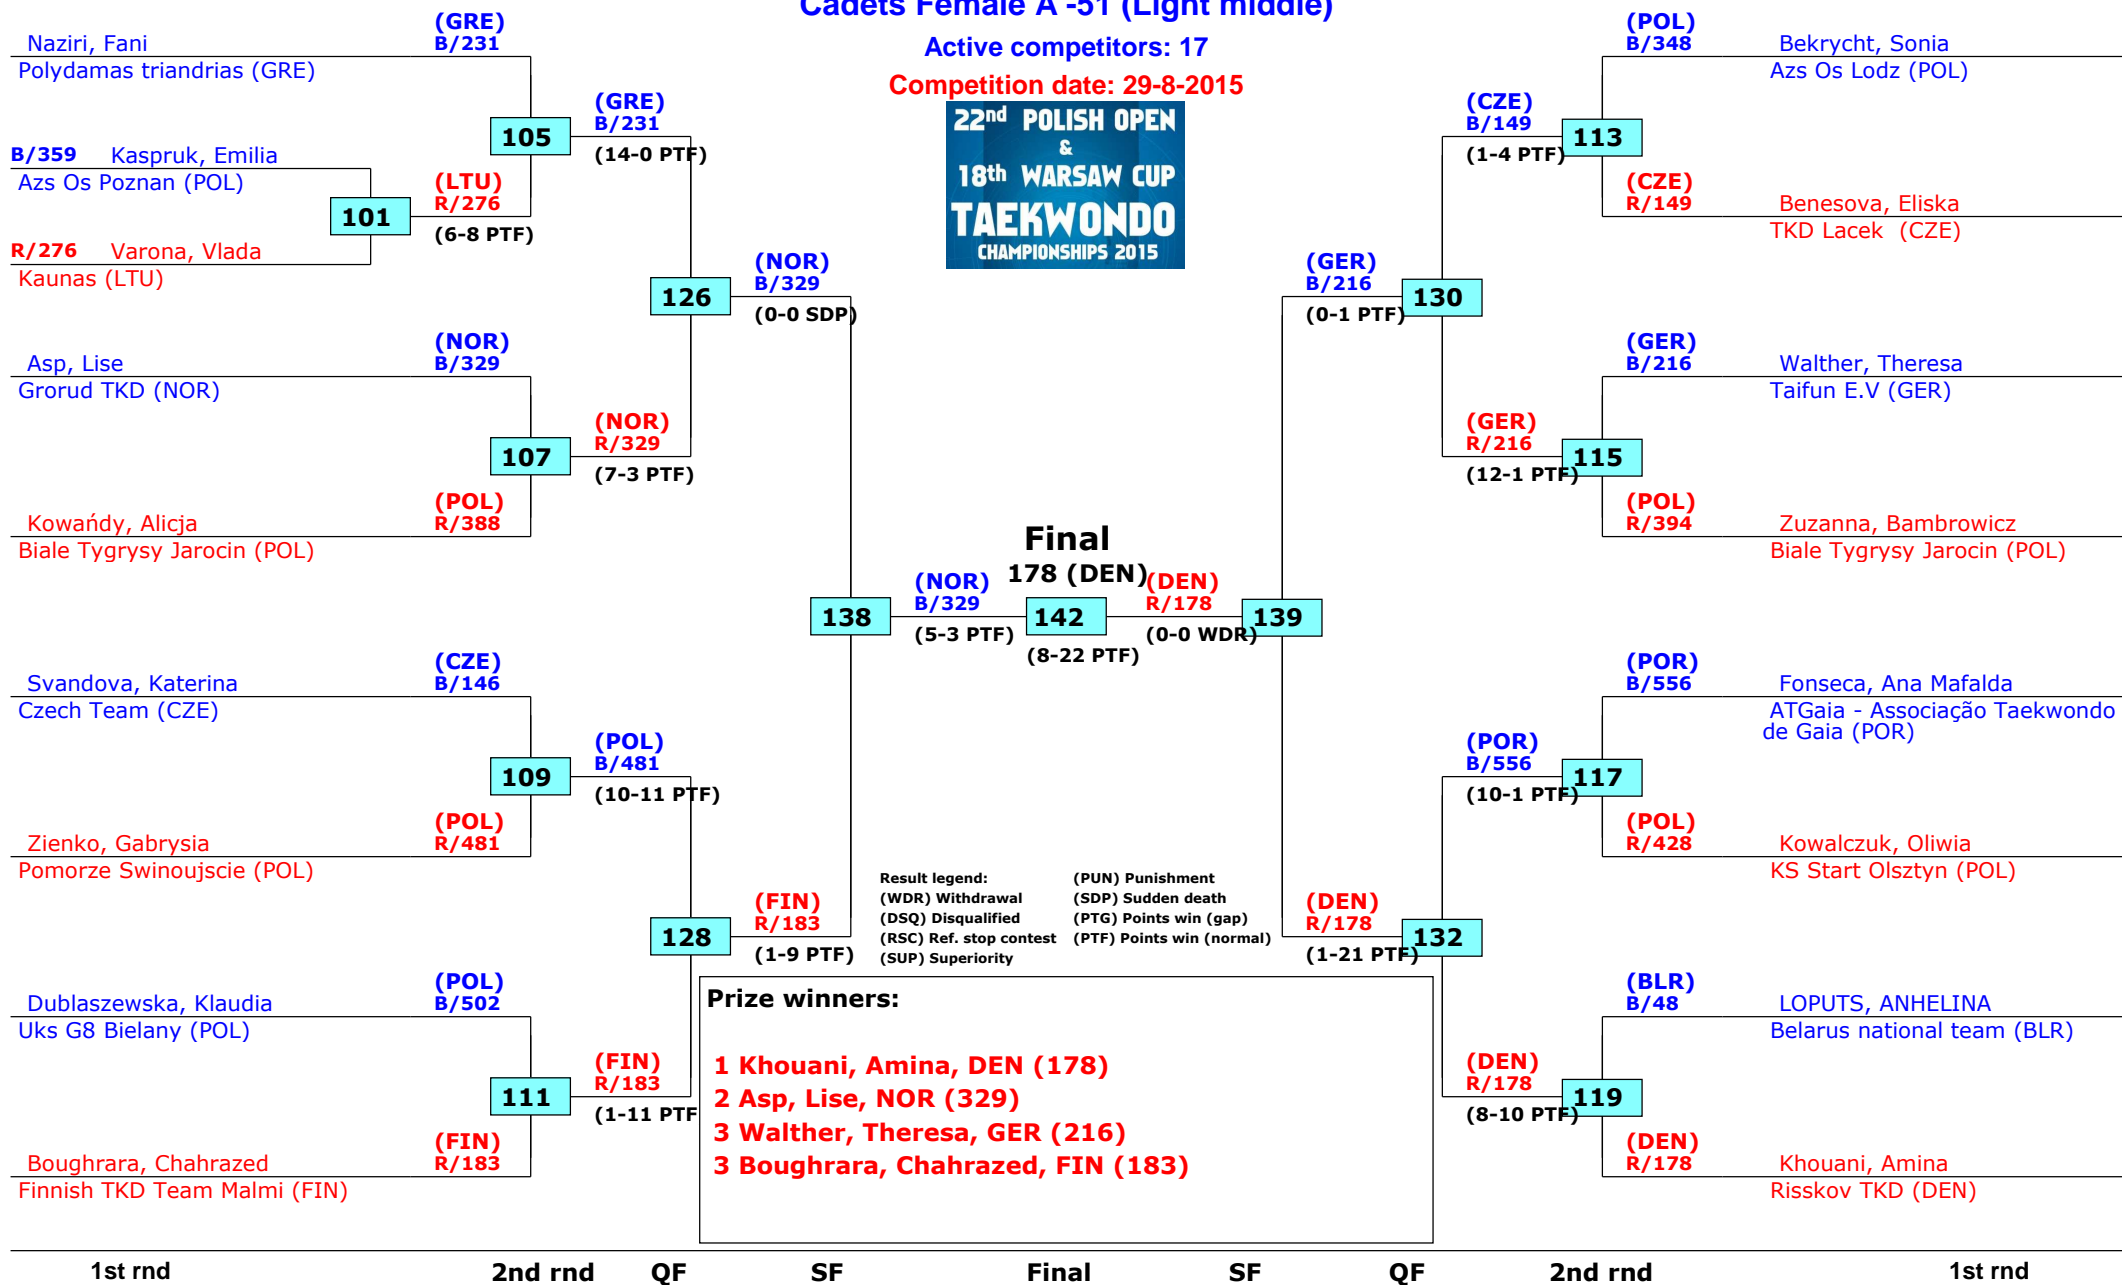 Cadets Female A -51 (Light middle)
Active competitors: 17
Competition date: 29-8-2015
22nd POLISH OPEN
&
18th WARSAW CUP
TAEKWONDO
CHAMPIONSHIPS 2015
Naziri, Fani
Polydamas triandrias (GRE)
(GRE)
B/231
B/359 Kaspruk, Emilia
Azs Os Poznan (POL)
R/276 Varona, Vlada
Kaunas (LTU)
101
(LTU)
R/276
(6-8 PTF)
105
(GRE)
B/231
(14-0 PTF)
Asp, Lise
Grorud TKD (NOR)
(NOR)
B/329
Kowańdy, Alicja
Biale Tygrysy Jarocin (POL)
(POL)
R/388
107
(NOR)
R/329
(7-3 PTF)
126
(NOR)
B/329
(0-0 SDP)
Svandova, Katerina
Czech Team (CZE)
(CZE)
B/146
Zienko, Gabrysia
Pomorze Swinoujscie (POL)
(POL)
R/481
109
(POL)
B/481
(10-11 PTF)
Dublaszewska, Klaudia
Uks G8 Bielany (POL)
(POL)
B/502
Boughrara, Chahrazed
Finnish TKD Team Malmi (FIN)
(FIN)
R/183
111
(FIN)
R/183
(1-11 PTF
128
(FIN)
R/183
(1-9 PTF)
138
(NOR)
B/329
(5-3 PTF)
Final
178 (DEN)
142
(8-22 PTF)
(DEN)
R/178
(0-0 WDR)
139
(GER)
B/216
(0-1 PTF)
130
(CZE)
B/149
(1-4 PTF)
113
(POL)
B/348
Bekrycht, Sonia
Azs Os Lodz (POL)
(CZE)
R/149
Benesova, Eliska
TKD Lacek (CZE)
(GER)
R/216
(12-1 PTF)
115
(GER)
B/216
Walther, Theresa
Taifun E.V (GER)
(POL)
R/394
Zuzanna, Bambrowicz
Biale Tygrysy Jarocin (POL)
(DEN)
R/178
(1-21 PTF)
132
(POR)
B/556
(10-1 PTF)
117
(POR)
B/556
Fonseca, Ana Mafalda
ATGaia - Associação Taekwondo
de Gaia (POR)
(POL)
R/428
Kowalczuk, Oliwia
KS Start Olsztyn (POL)
(DEN)
R/178
(8-10 PTF)
119
(BLR)
B/48
LOPUTS, ANHELINA
Belarus national team (BLR)
(DEN)
R/178
Khouani, Amina
Risskov TKD (DEN)
Result legend:
(WDR) Withdrawal
(DSQ) Disqualified
(RSC) Ref. stop contest
(SUP) Superiority
(PUN) Punishment
(SDP) Sudden death
(PTG) Points win (gap)
(PTF) Points win (normal)
Prize winners:
1 Khouani, Amina, DEN (178)
2 Asp, Lise, NOR (329)
3 Walther, Theresa, GER (216)
3 Boughrara, Chahrazed, FIN (183)
1st rnd 2nd rnd QF SF Final SF QF 2nd rnd 1st rnd